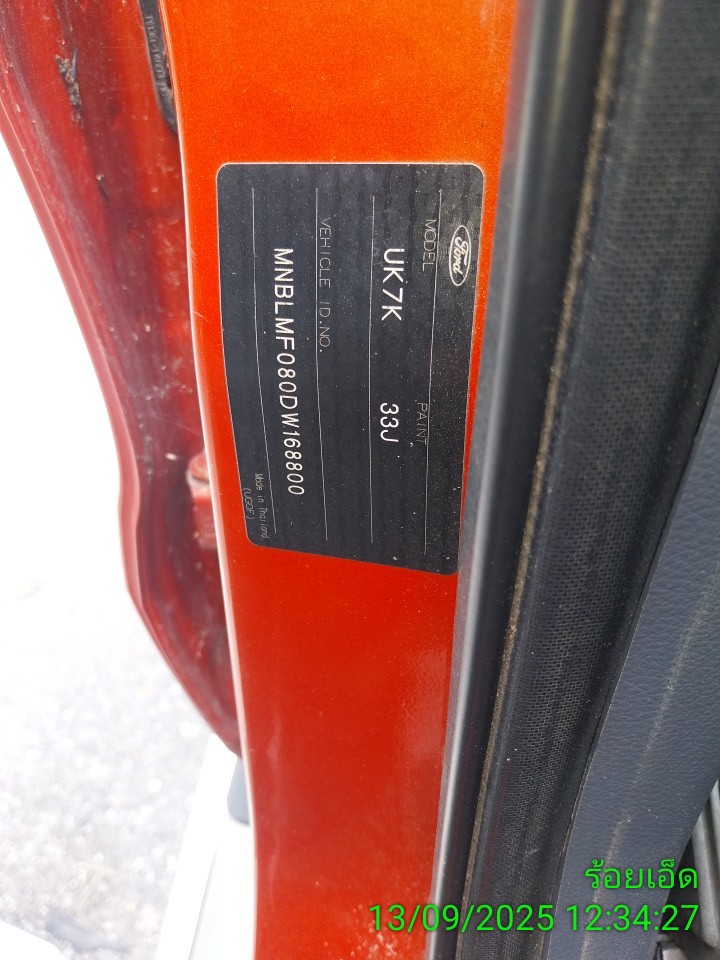 Ford
MODEL
PAINT
UK7K
33J
VEHICLE ID.NO.
MNBLMF080DW168800
Made in Thailand
(UGDF)
ร้อยเอ็ด
13/09/2025 12:34:27